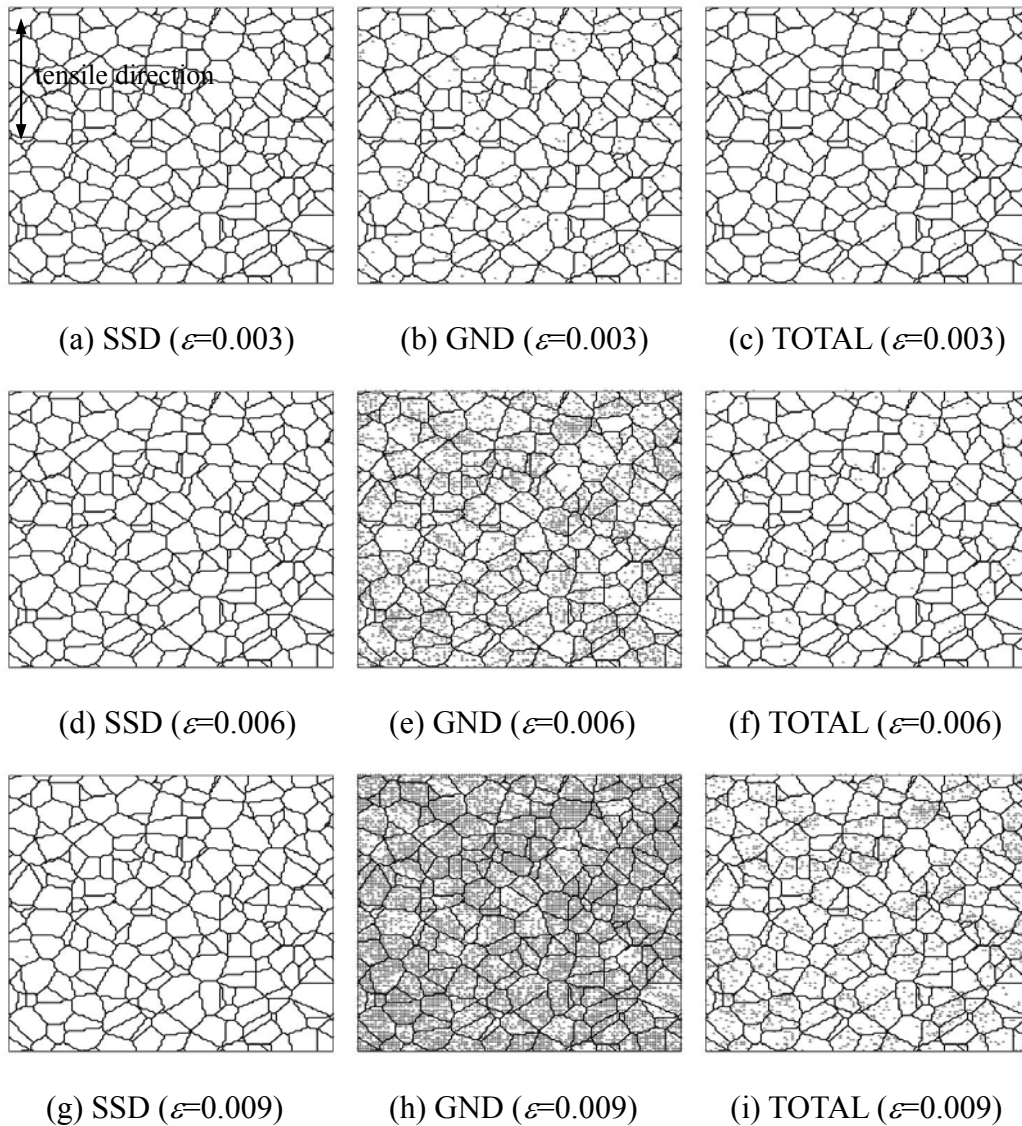 tensile direction
(a) SSD (ε=0.003)
(b) GND (ε=0.003)
(c) TOTAL (ε=0.003)
(d) SSD (ε=0.006)
(e) GND (ε=0.006)
(f) TOTAL (ε=0.006)
(g) SSD (ε=0.009)
(h) GND (ε=0.009)
(i) TOTAL (ε=0.009)